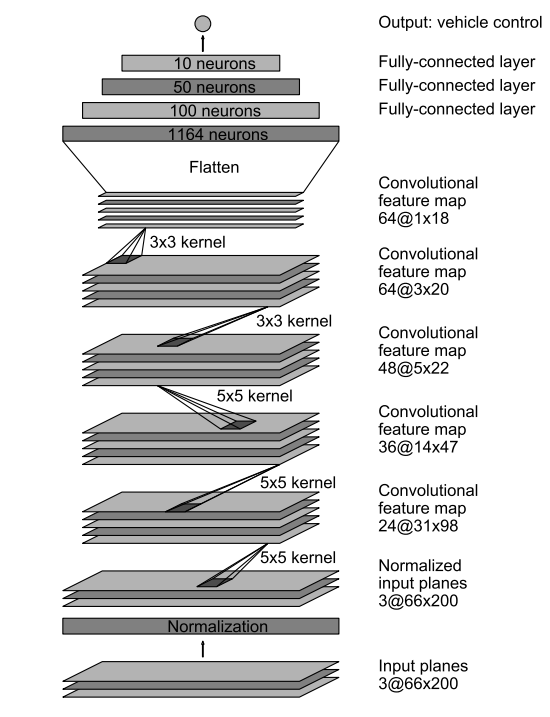 Output: vehicle control
10 neurons
Fully-connected layer
50 neurons
Fully-connected layer
100 neurons
Fully-connected layer
1164 neurons
Flatten
Convolutional
feature map
64@1x18
3x3 kernel
Convolutional
feature map
64@3x20
3x3 kernel
Convolutional
feature map
48@5x22
5x5 kernel
Convolutional
feature map
36@14x47
5x5 kernel
Convolutional
feature map
24@31x98
5x5 kernel
Normalized
input planes
3@66x200
Normalization
Input planes
3@66x200